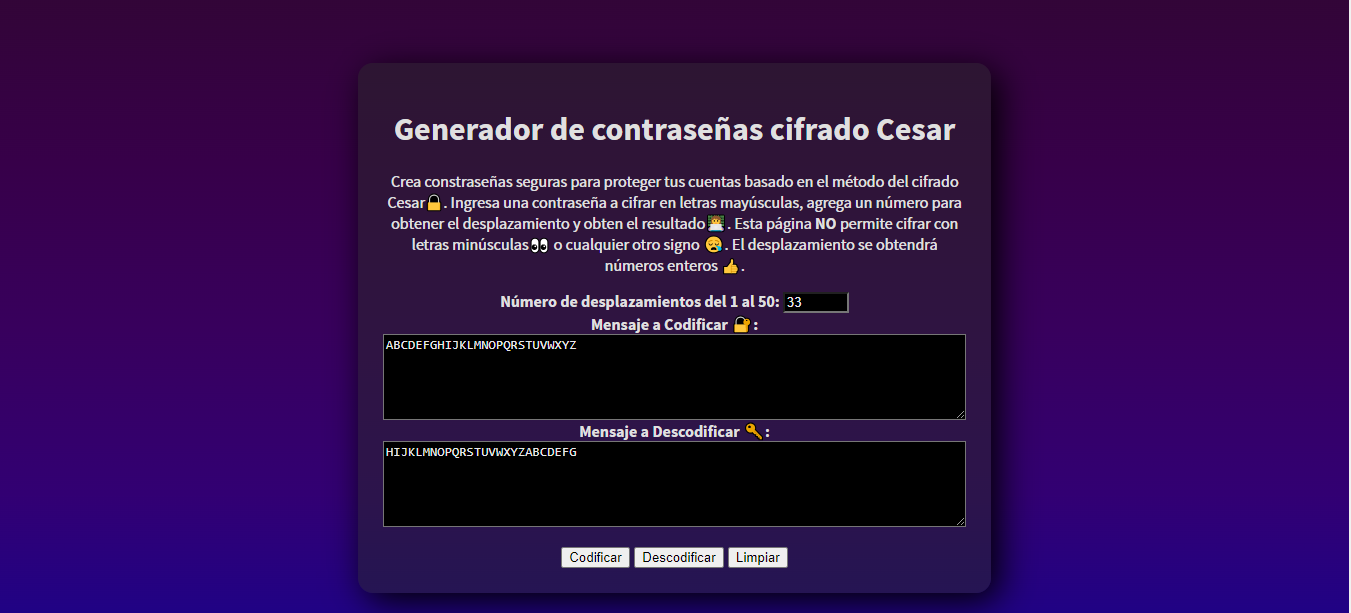 Generador de contraseñas cifrado Cesar
Crea constraseñas seguras para proteger tus cuentas basado en el método del cifrado
Cesar🔒. Ingresa una contraseña a cifrar en letras mayúsculas, agrega un número para
obtener el desplazamiento y obten el resultado👨‍💻. Esta página NO permite cifrar con
letras minúsculas👀 o cualquier otro signo 😪. El desplazamiento se obtendrá
números enteros 👍.
Número de desplazamientos del 1 al 50: 33
Mensaje a Codificar 🔐:
ABCDEFGHIJKLMNOPQRSTUVWXYZ
Mensaje a Descodificar 🔑:
HIJKLMNOPQRSTUVWXYZABCDEFG
Codificar Descodificar Limpiar